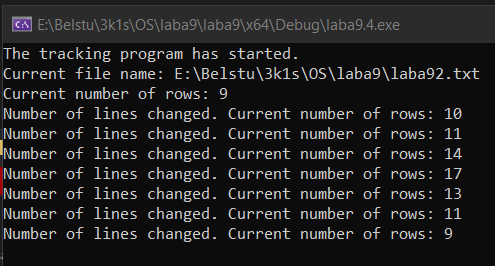 E:\Belstu\3k1s\OS\laba9\laba9\x64\Debug\laba9.4.exe
The tracking program has started.
Current file name: E:\Belstu\3k1s\OS\laba9\laba92.txt
Current number of rows: 9
Number of lines changed. Current number of rows: 10
Number of lines changed. Current number of rows: 11
Number of lines changed. Current number of rows: 14
Number of lines changed. Current number of rows: 17
Number of lines changed. Current number of rows: 13
Number of lines changed. Current number of rows: 11
Number of lines changed. Current number of rows: 9